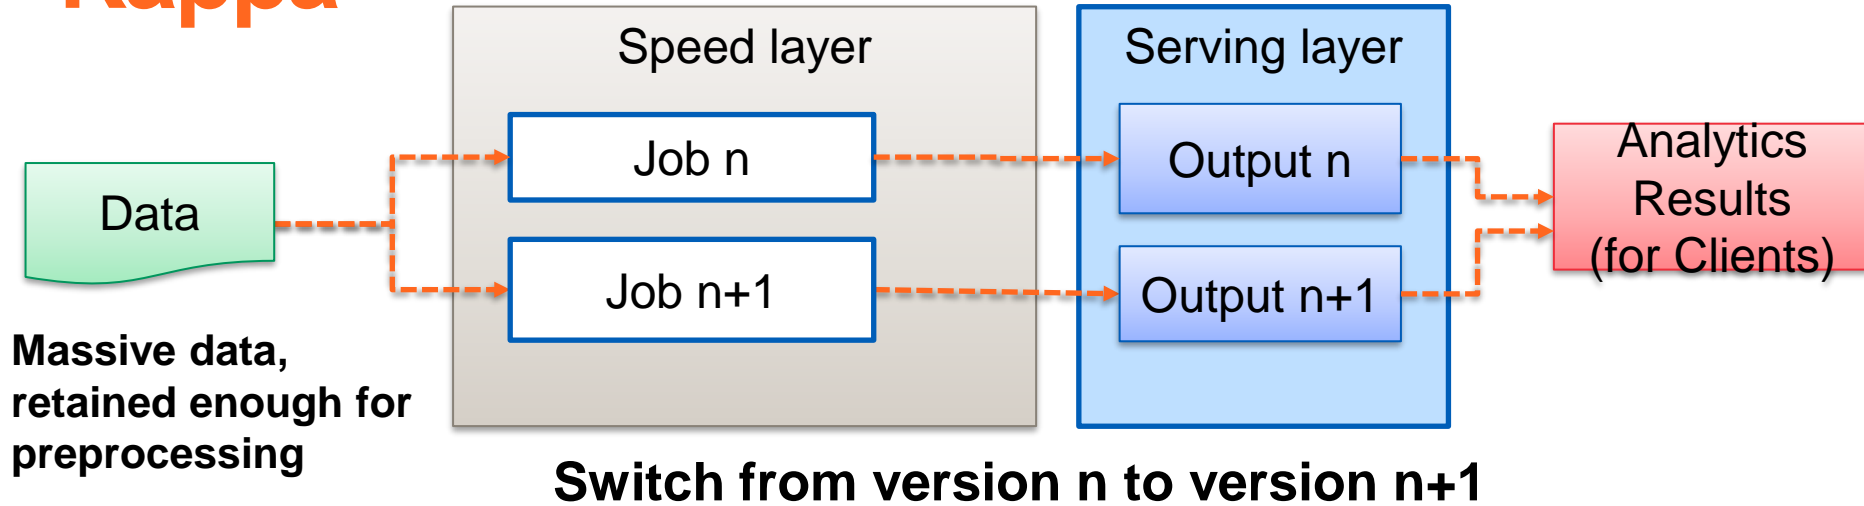 Kappa
Speed layer
Serving layer
Job n
Output n
Analytics
Results
(for Clients)
Data
Job n+1
Output n+1
Massive data,
retained enough for
preprocessing
Switch from version n to version n+1